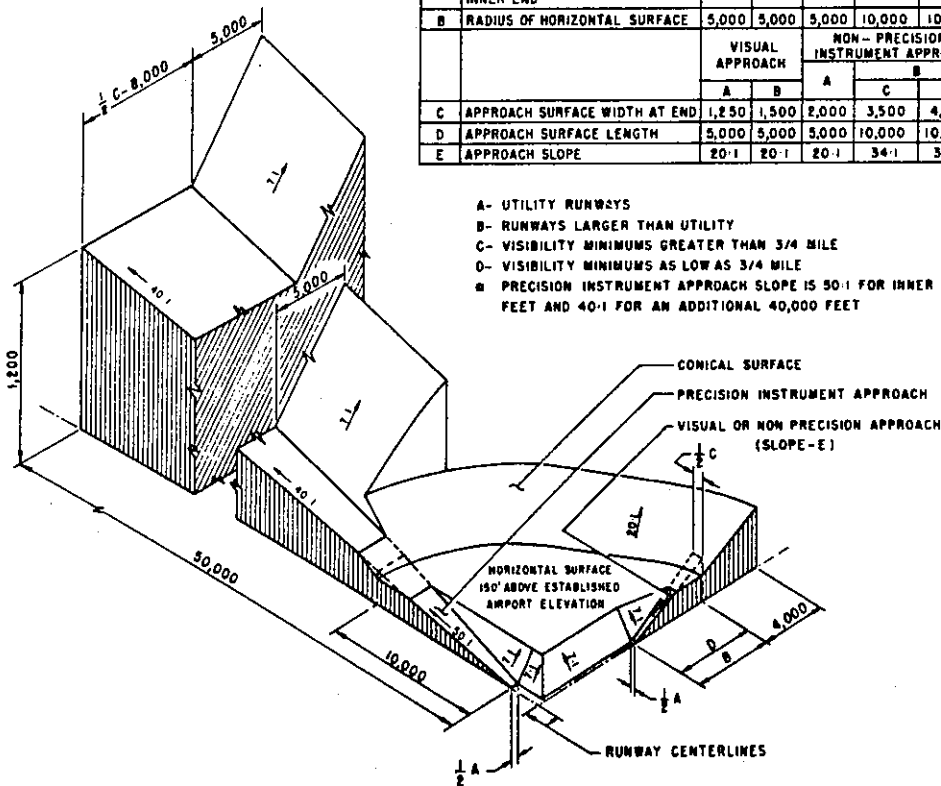 INNER END
B RADIUS OF HORIZONTAL SURFACE 5,000 5,000 5,000 10,000 10
VISUAL APPROACH NON-PRECISION INSTRUMENT APPR
A B A B
C
C APPROACH SURFACE WIDTH AT END 1,250 1,500 2,000 3,500 4,
D APPROACH SURFACE LENGTH 5,000 5,000 5,000 10,000 10,
E APPROACH SLOPE 20:1 20:1 20:1 34:1 3
A- UTILITY RUNWAYS
B- RUNWAYS LARGER THAN UTILITY
C- VISIBILITY MINIMUMS GREATER THAN 3/4 MILE
D- VISIBILITY MINIMUMS AS LOW AS 3/4 MILE
* PRECISION INSTRUMENT APPROACH SLOPE IS 50:1 FOR INNER
FEET AND 40:1 FOR AN ADDITIONAL 40,000 FEET
5,000
1/2 C-8,000
7:1
40:1
5,000
1,200
7:1
40:1
CONICAL SURFACE
PRECISION INSTRUMENT APPROACH
VISUAL OR NON PRECISION APPROACH
(SLOPE-E)
1/2 C
20:1
HORIZONTAL SURFACE
150' ABOVE ESTABLISHED
AIRPORT ELEVATION
50,000
50:1
7:1
7:1
7:1
7:1
10,000
4,000
D
B
1/2 A
RUNWAY CENTERLINES
1/2 A